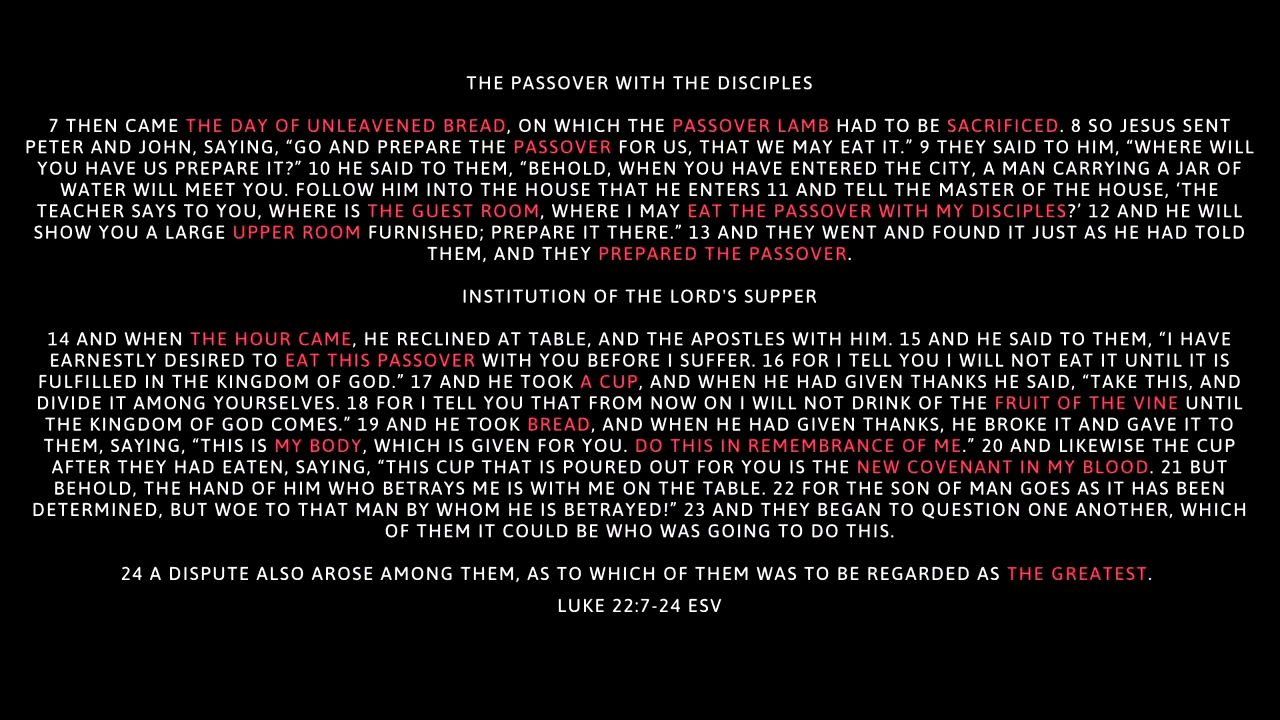 THE PASSOVER WITH THE DISCIPLES
7 THEN CAME THE DAY OF UNLEAVENED BREAD, ON WHICH THE PASSOVER LAMB HAD TO BE SACRIFICED. 8 SO JESUS SENT
PETER AND JOHN, SAYING, “GO AND PREPARE THE PASSOVER FOR US, THAT WE MAY EAT IT.” 9 THEY SAID TO HIM, “WHERE WILL
YOU HAVE US PREPARE IT?” 10 HE SAID TO THEM, “BEHOLD, WHEN YOU HAVE ENTERED THE CITY, A MAN CARRYING A JAR OF
WATER WILL MEET YOU. FOLLOW HIM INTO THE HOUSE THAT HE ENTERS 11 AND TELL THE MASTER OF THE HOUSE, ‘THE
TEACHER SAYS TO YOU, WHERE IS THE GUEST ROOM, WHERE I MAY EAT THE PASSOVER WITH MY DISCIPLES?’ 12 AND HE WILL
SHOW YOU A LARGE UPPER ROOM FURNISHED; PREPARE IT THERE.” 13 AND THEY WENT AND FOUND IT JUST AS HE HAD TOLD
THEM, AND THEY PREPARED THE PASSOVER.
INSTITUTION OF THE LORD'S SUPPER
14 AND WHEN THE HOUR CAME, HE RECLINED AT TABLE, AND THE APOSTLES WITH HIM. 15 AND HE SAID TO THEM, “I HAVE
EARNESTLY DESIRED TO EAT THIS PASSOVER WITH YOU BEFORE I SUFFER. 16 FOR I TELL YOU I WILL NOT EAT IT UNTIL IT IS
FULFILLED IN THE KINGDOM OF GOD.” 17 AND HE TOOK A CUP, AND WHEN HE HAD GIVEN THANKS HE SAID, “TAKE THIS, AND
DIVIDE IT AMONG YOURSELVES. 18 FOR I TELL YOU THAT FROM NOW ON I WILL NOT DRINK OF THE FRUIT OF THE VINE UNTIL
THE KINGDOM OF GOD COMES.” 19 AND HE TOOK BREAD, AND WHEN HE HAD GIVEN THANKS, HE BROKE IT AND GAVE IT TO
THEM, SAYING, “THIS IS MY BODY, WHICH IS GIVEN FOR YOU. DO THIS IN REMEMBRANCE OF ME.” 20 AND LIKEWISE THE CUP
AFTER THEY HAD EATEN, SAYING, “THIS CUP THAT IS POURED OUT FOR YOU IS THE NEW COVENANT IN MY BLOOD. 21 BUT
BEHOLD, THE HAND OF HIM WHO BETRAYS ME IS WITH ME ON THE TABLE. 22 FOR THE SON OF MAN GOES AS IT HAS BEEN
DETERMINED, BUT WOE TO THAT MAN BY WHOM HE IS BETRAYED!” 23 AND THEY BEGAN TO QUESTION ONE ANOTHER, WHICH
OF THEM IT COULD BE WHO WAS GOING TO DO THIS.
24 A DISPUTE ALSO AROSE AMONG THEM, AS TO WHICH OF THEM WAS TO BE REGARDED AS THE GREATEST.
LUKE 22:7-24 ESV